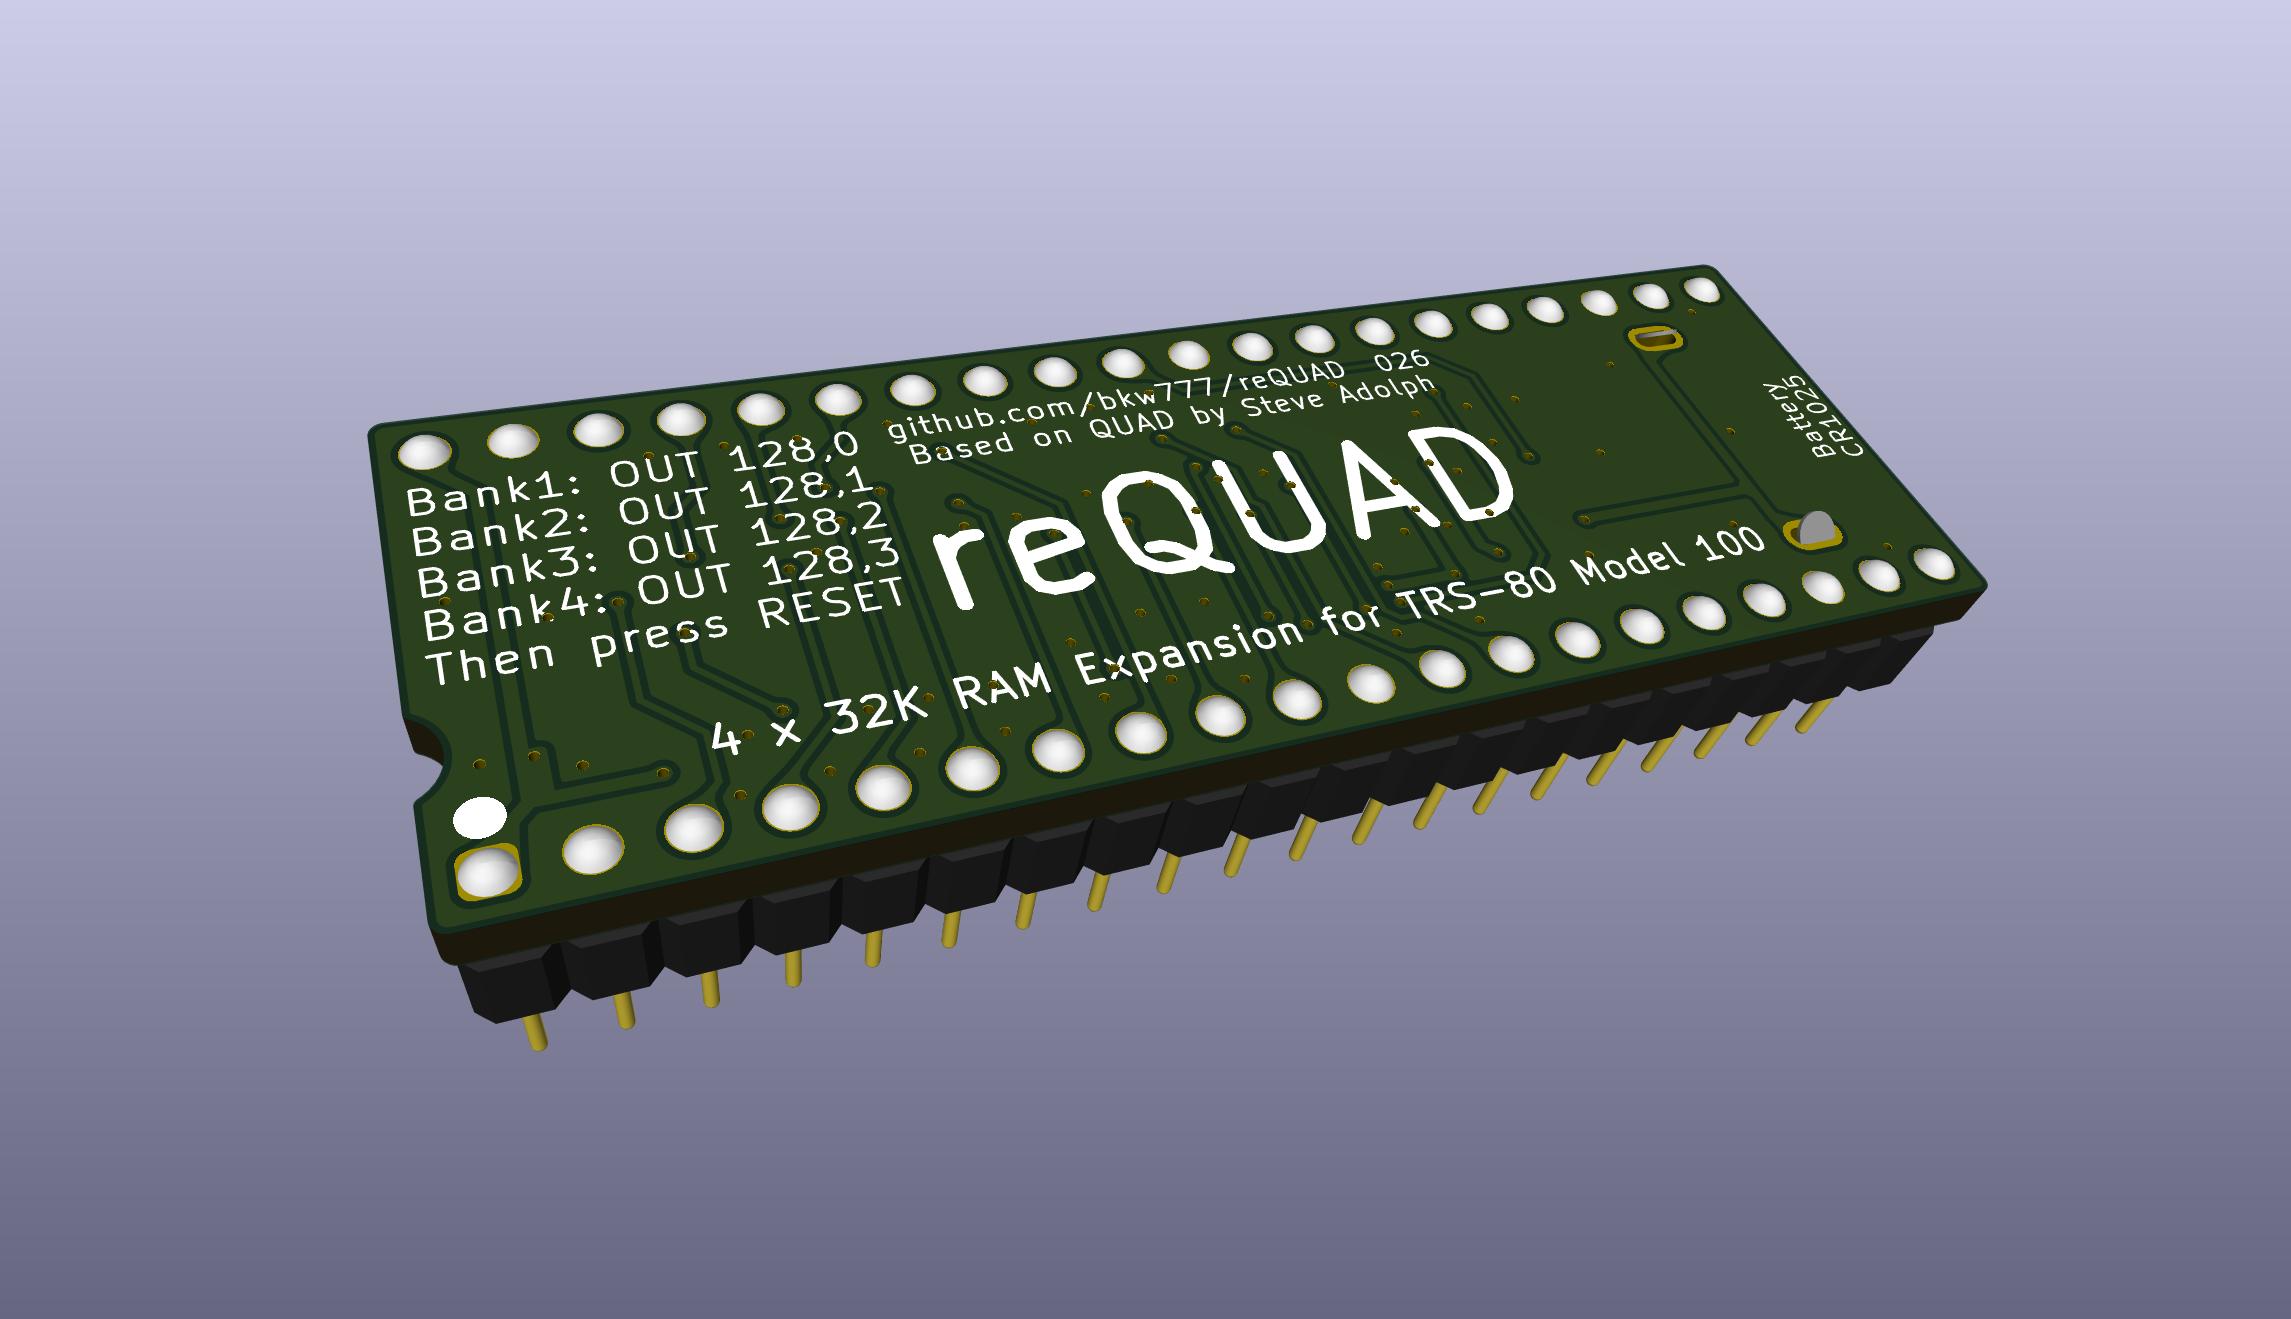 github.com/bkw777/reQUAD 026
Based on QUAD by Steve Adolph
Bank1: OUT 128,0
Bank2: OUT 128,1
Bank3: OUT 128,2
Bank4: OUT 128,3
Then press RESET
reQUAD
4 x 32K RAM Expansion for TRS-80 Model 100
Battery
CR1025